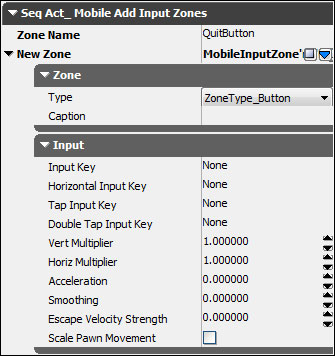 Seq Act_ Mobile Add Input Zones
Zone Name QuitButton
New Zone MobileInputZone'
Zone
Type ZoneType_Button
Caption
Input
Input Key None
Horizontal Input Key None
Tap Input Key None
Double Tap Input Key None
Vert Multiplier 1.000000
Horiz Multiplier 1.000000
Acceleration 0.000000
Smoothing 0.000000
Escape Velocity Strength 0.000000
Scale Pawn Movement